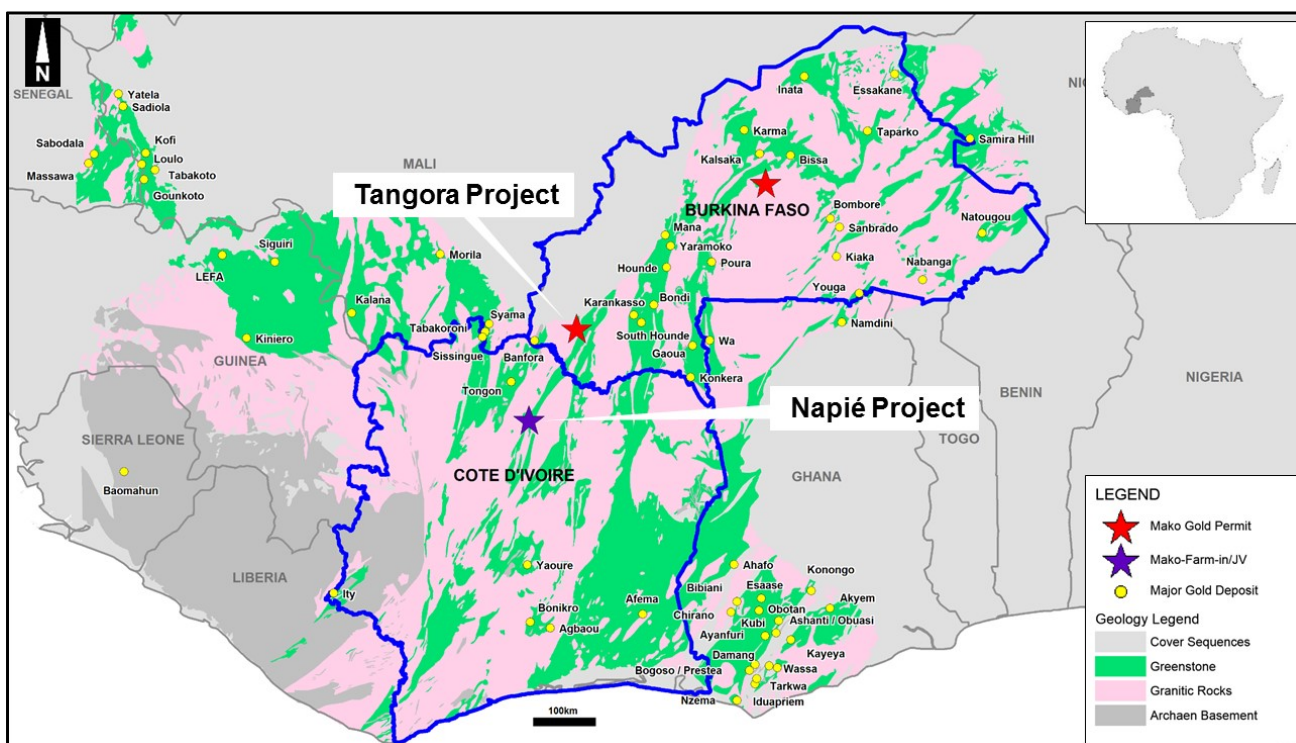 N
SENEGAL
Yatela
Sadiola
Sabodala
Massawa
Kofi
Loulo
Tabakoto
Gounkoto
MALI
Tangora Project
Inata
Essakane
Karma
Taparko
Samira Hill
Kalsaka
Bissa
BURKINA FASO
Bombore
Sanbrado
Natougou
Kiaka
Nabanga
Youga
Namdini
Mana
Yaramoko
Hounde
Poura
Karankasso
Bondi
South Hounde
Gaoua
Wa
Konkera
Siguiri
LEFA
Morila
Kalana
Kiniero
GUINEA
Syama
Tabakoroni
Sissingue
Banfora
Tongon
Napié Project
COTE D'IVOIRE
SIERRA LEONE
Baomahun
LIBERIA
Ity
Yaoure
Bonikro
Agbaou
Afema
GHANA
TOGO
BENIN
NIGERIA
Ahafo
Konongo
Bibiani
Esaase
Akyem
Chirano
Obotan
Kubi
Ashanti / Obuasi
Ayanfuri
Kayeya
Damang
Wassa
Bogoso / Prestea
Tarkwa
Nzema
Iduapriem
100km
LEGEND
Mako Gold Permit
Mako-Farm-in/JV
Major Gold Deposit
Geology Legend
Cover Sequences
Greenstone
Granitic Rocks
Archaen Basement